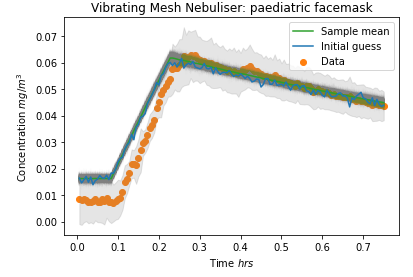 Vibrating Mesh Nebuliser: paediatric facemask
Sample mean
Initial guess
Data
Concentration mg/m³
0.07
0.06
0.05
0.04
0.03
0.02
0.01
0.00
0.0 0.1 0.2 0.3 0.4 0.5 0.6 0.7
Time hrs